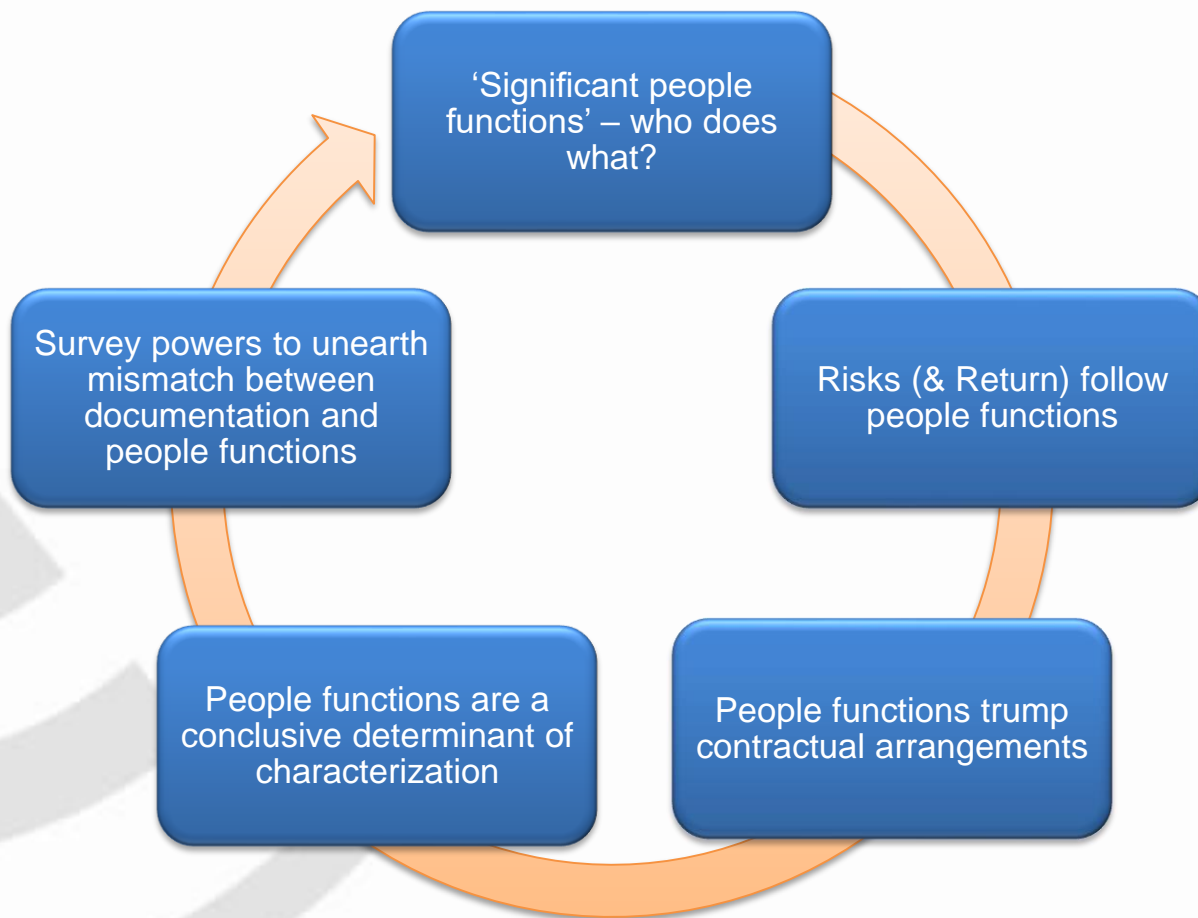 ‘Significant people
functions’ – who does
what?
Risks (& Return) follow
people functions
People functions trump
contractual arrangements
People functions are a
conclusive determinant of
characterization
Survey powers to unearth
mismatch between
documentation and
people functions